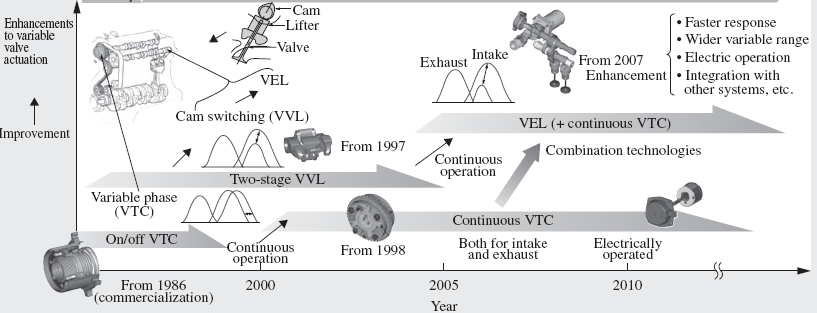 Enhancements
to variable
valve
actuation
Improvement
Cam
Lifter
Valve
VEL
Cam switching (VVL)
From 1997
Two-stage VVL
Variable phase
(VTC)
On/off VTC
From 1986
(commercialization)
Continuous
operation
From 1998
Continuous VTC
Both for intake
and exhaust
Electrically
operated
Exhaust
Intake
From 2007
Enhancement
• Faster response
• Wider variable range
• Electric operation
• Integration with
other systems, etc.
VEL (+ continuous VTC)
Continuous
operation
Combination technologies
2000
2005
2010
Year